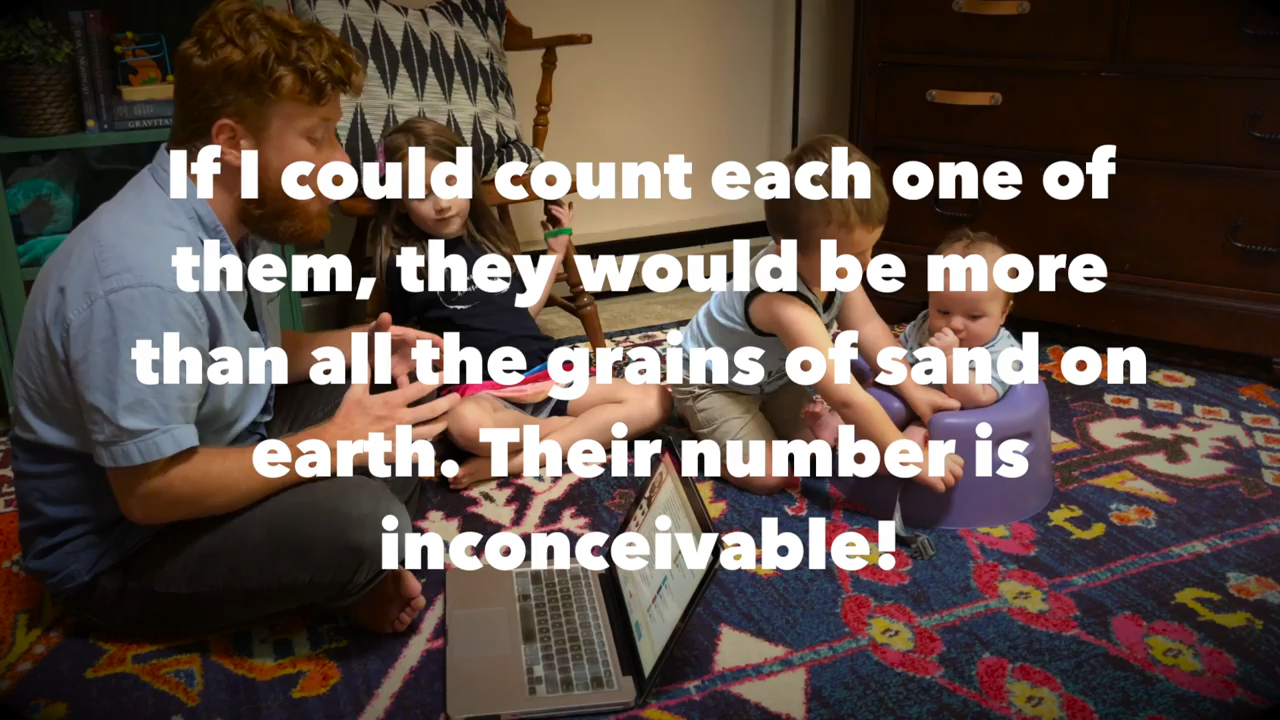 If I could count each one of
them, they would be more
than all the grains of sand on
earth. Their number is
inconceivable!
GRAVITA